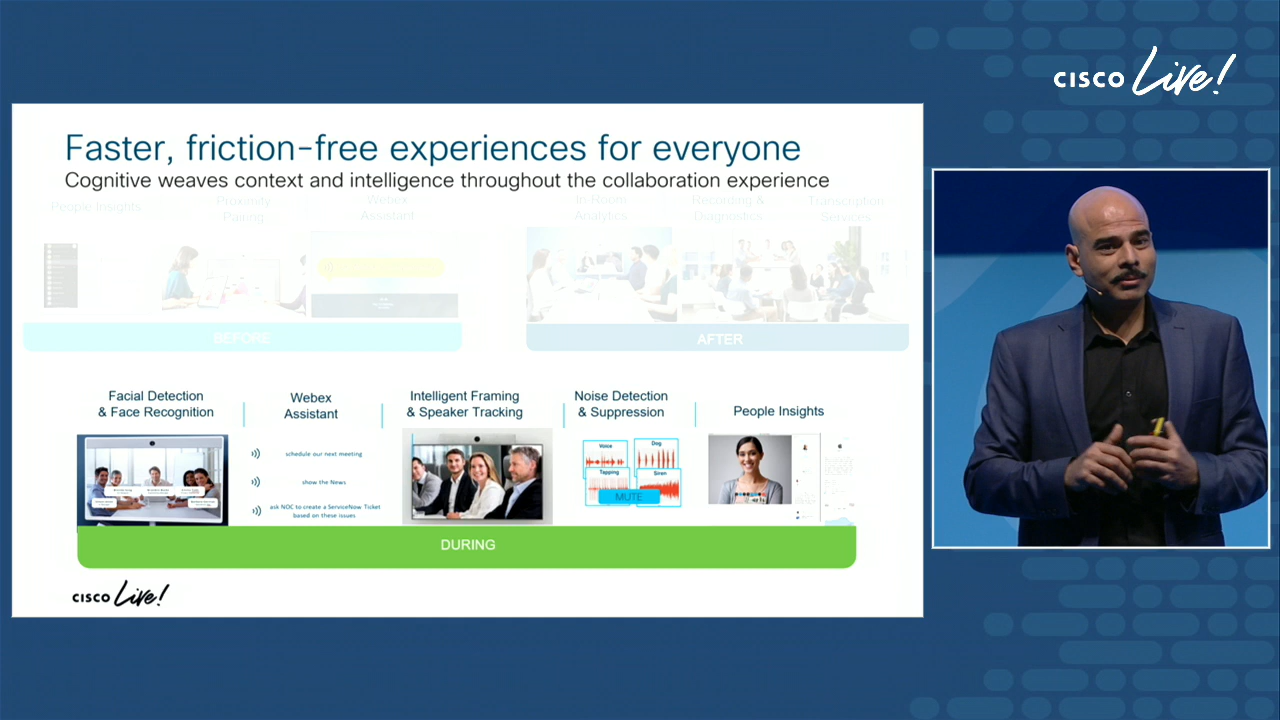 CISCO Live!
Faster, friction-free experiences for everyone
Cognitive weaves context and intelligence throughout the collaboration experience
People Insights
Proximity
Pairing
Webex
Assistant
In-Room
Analytics
Recording &
Diagnostics
Transcription
Services
BEFORE
AFTER
Facial Detection
& Face Recognition
Webex
Assistant
Intelligent Framing
& Speaker Tracking
Noise Detection
& Suppression
People Insights
schedule our next meeting
show the News
ask NOC to create a ServiceNow Ticket
based on these issues
Voice
Dog
Tapping
Siren
MUTE
DURING
CISCO Live!